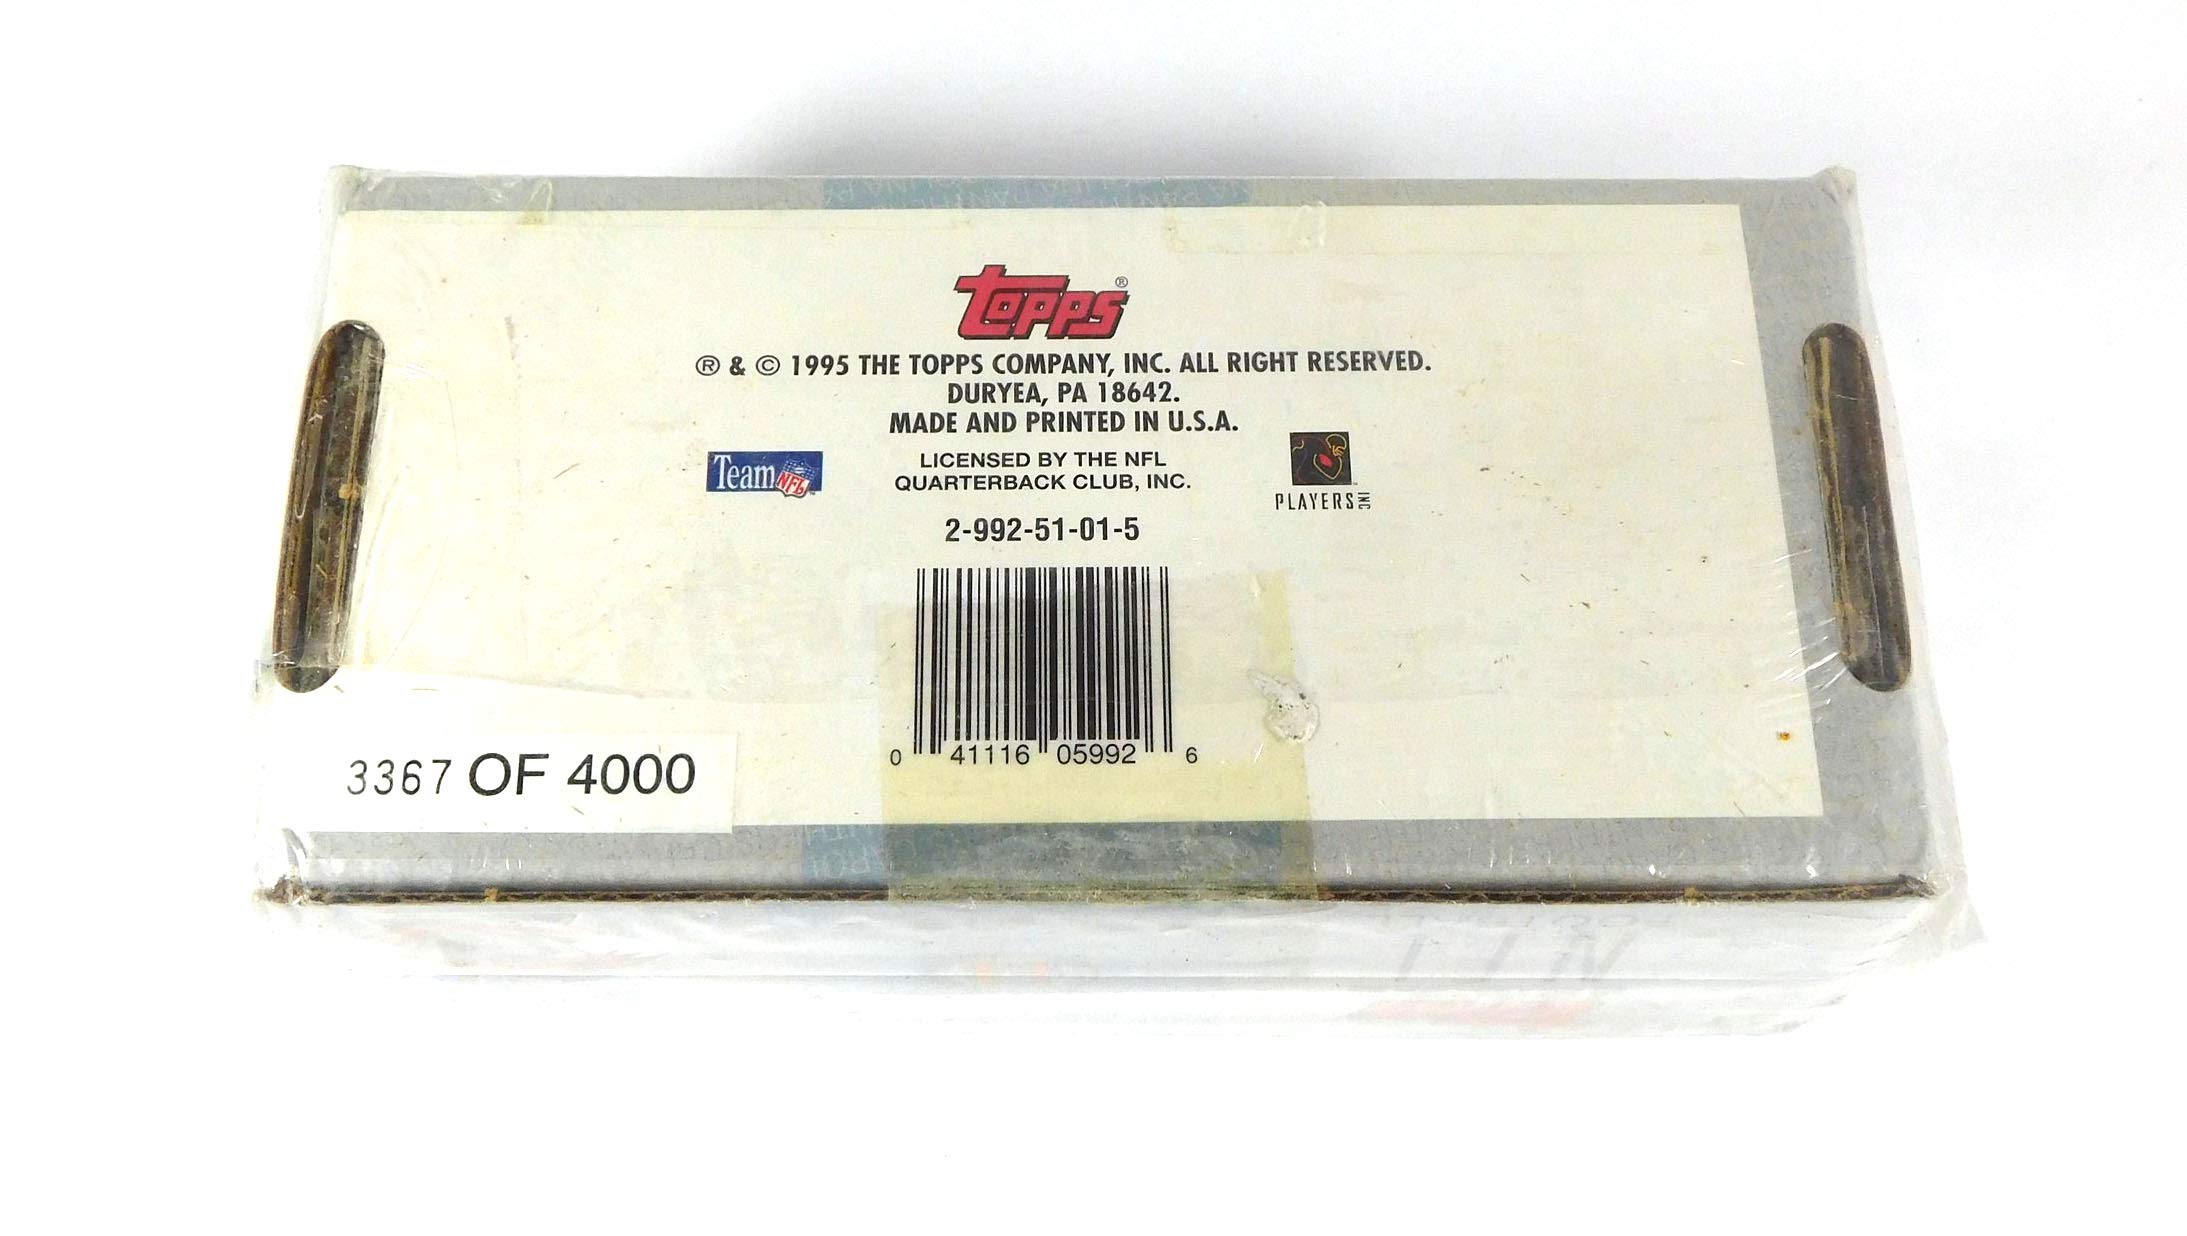 topps®
® & © 1995 THE TOPPS COMPANY, INC. ALL RIGHT RESERVED.
DURYEA, PA 18642.
MADE AND PRINTED IN U.S.A.
Team NFL
LICENSED BY THE NFL
QUARTERBACK CLUB, INC.
PLAYERS INC
2-992-51-01-5
0 41116 05992 6
3367 OF 4000